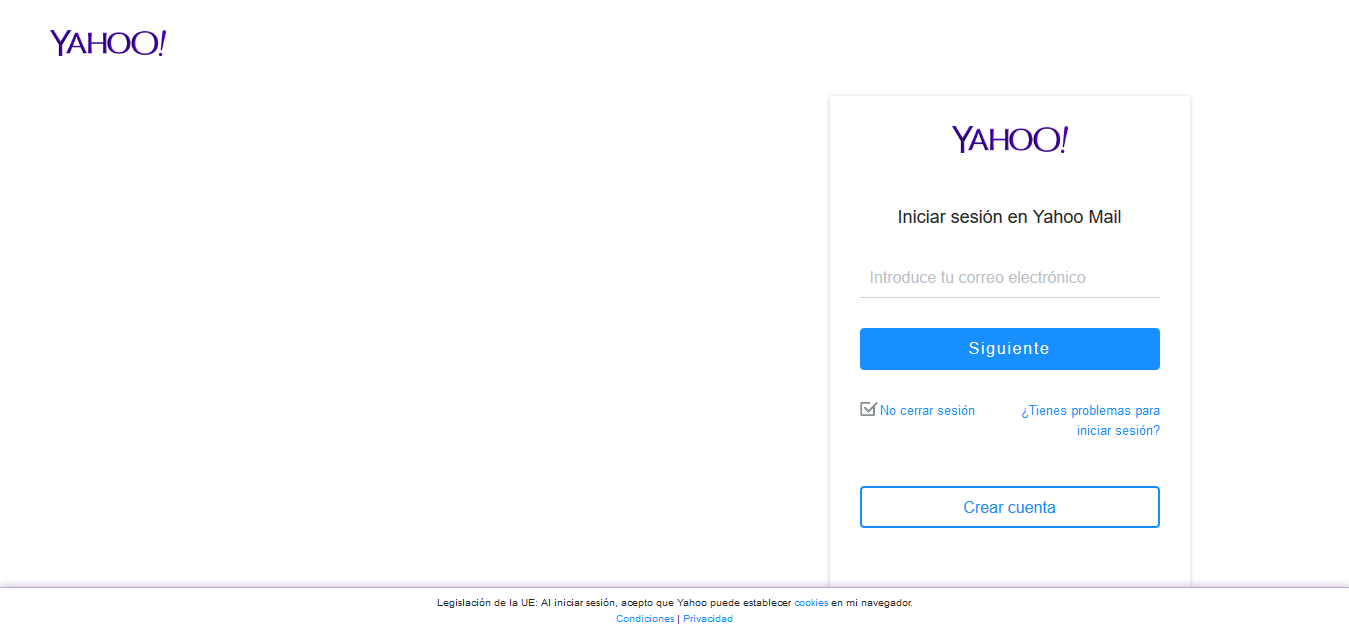 YAHOO!
YAHOO!
Iniciar sesión en Yahoo Mail
Introduce tu correo electrónico
Siguiente
No cerrar sesión
¿Tienes problemas para
iniciar sesión?
Crear cuenta
Legislación de la UE: Al iniciar sesión, acepto que Yahoo puede establecer cookies en mi navegador.
Condiciones | Privacidad